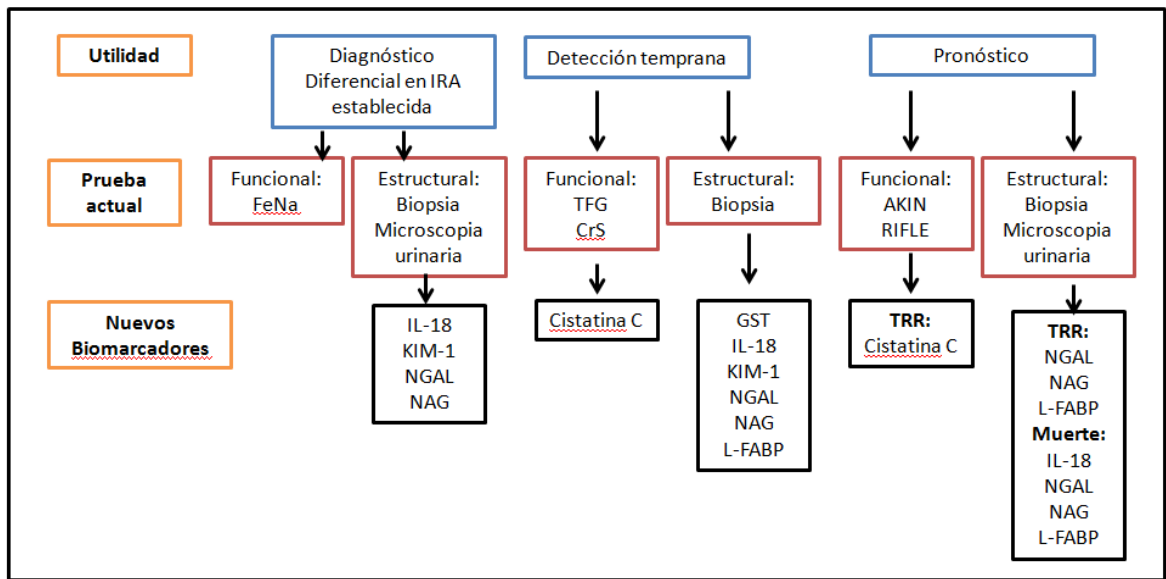 Utilidad
Diagnóstico
Diferencial en IRA
establecida
Detección temprana
Pronóstico
Prueba
actual
Funcional:
FeNa
Estructural:
Biopsia
Microscopia
urinaria
Funcional:
TFG
CrS
Estructural:
Biopsia
Funcional:
AKIN
RIFLE
Estructural:
Biopsia
Microscopia
urinaria
Nuevos
Biomarcadores
IL-18
KIM-1
NGAL
NAG
Cistatina C
GST
IL-18
KIM-1
NGAL
NAG
L-FABP
TRR:
Cistatina C
TRR:
NGAL
NAG
L-FABP
Muerte:
IL-18
NGAL
NAG
L-FABP